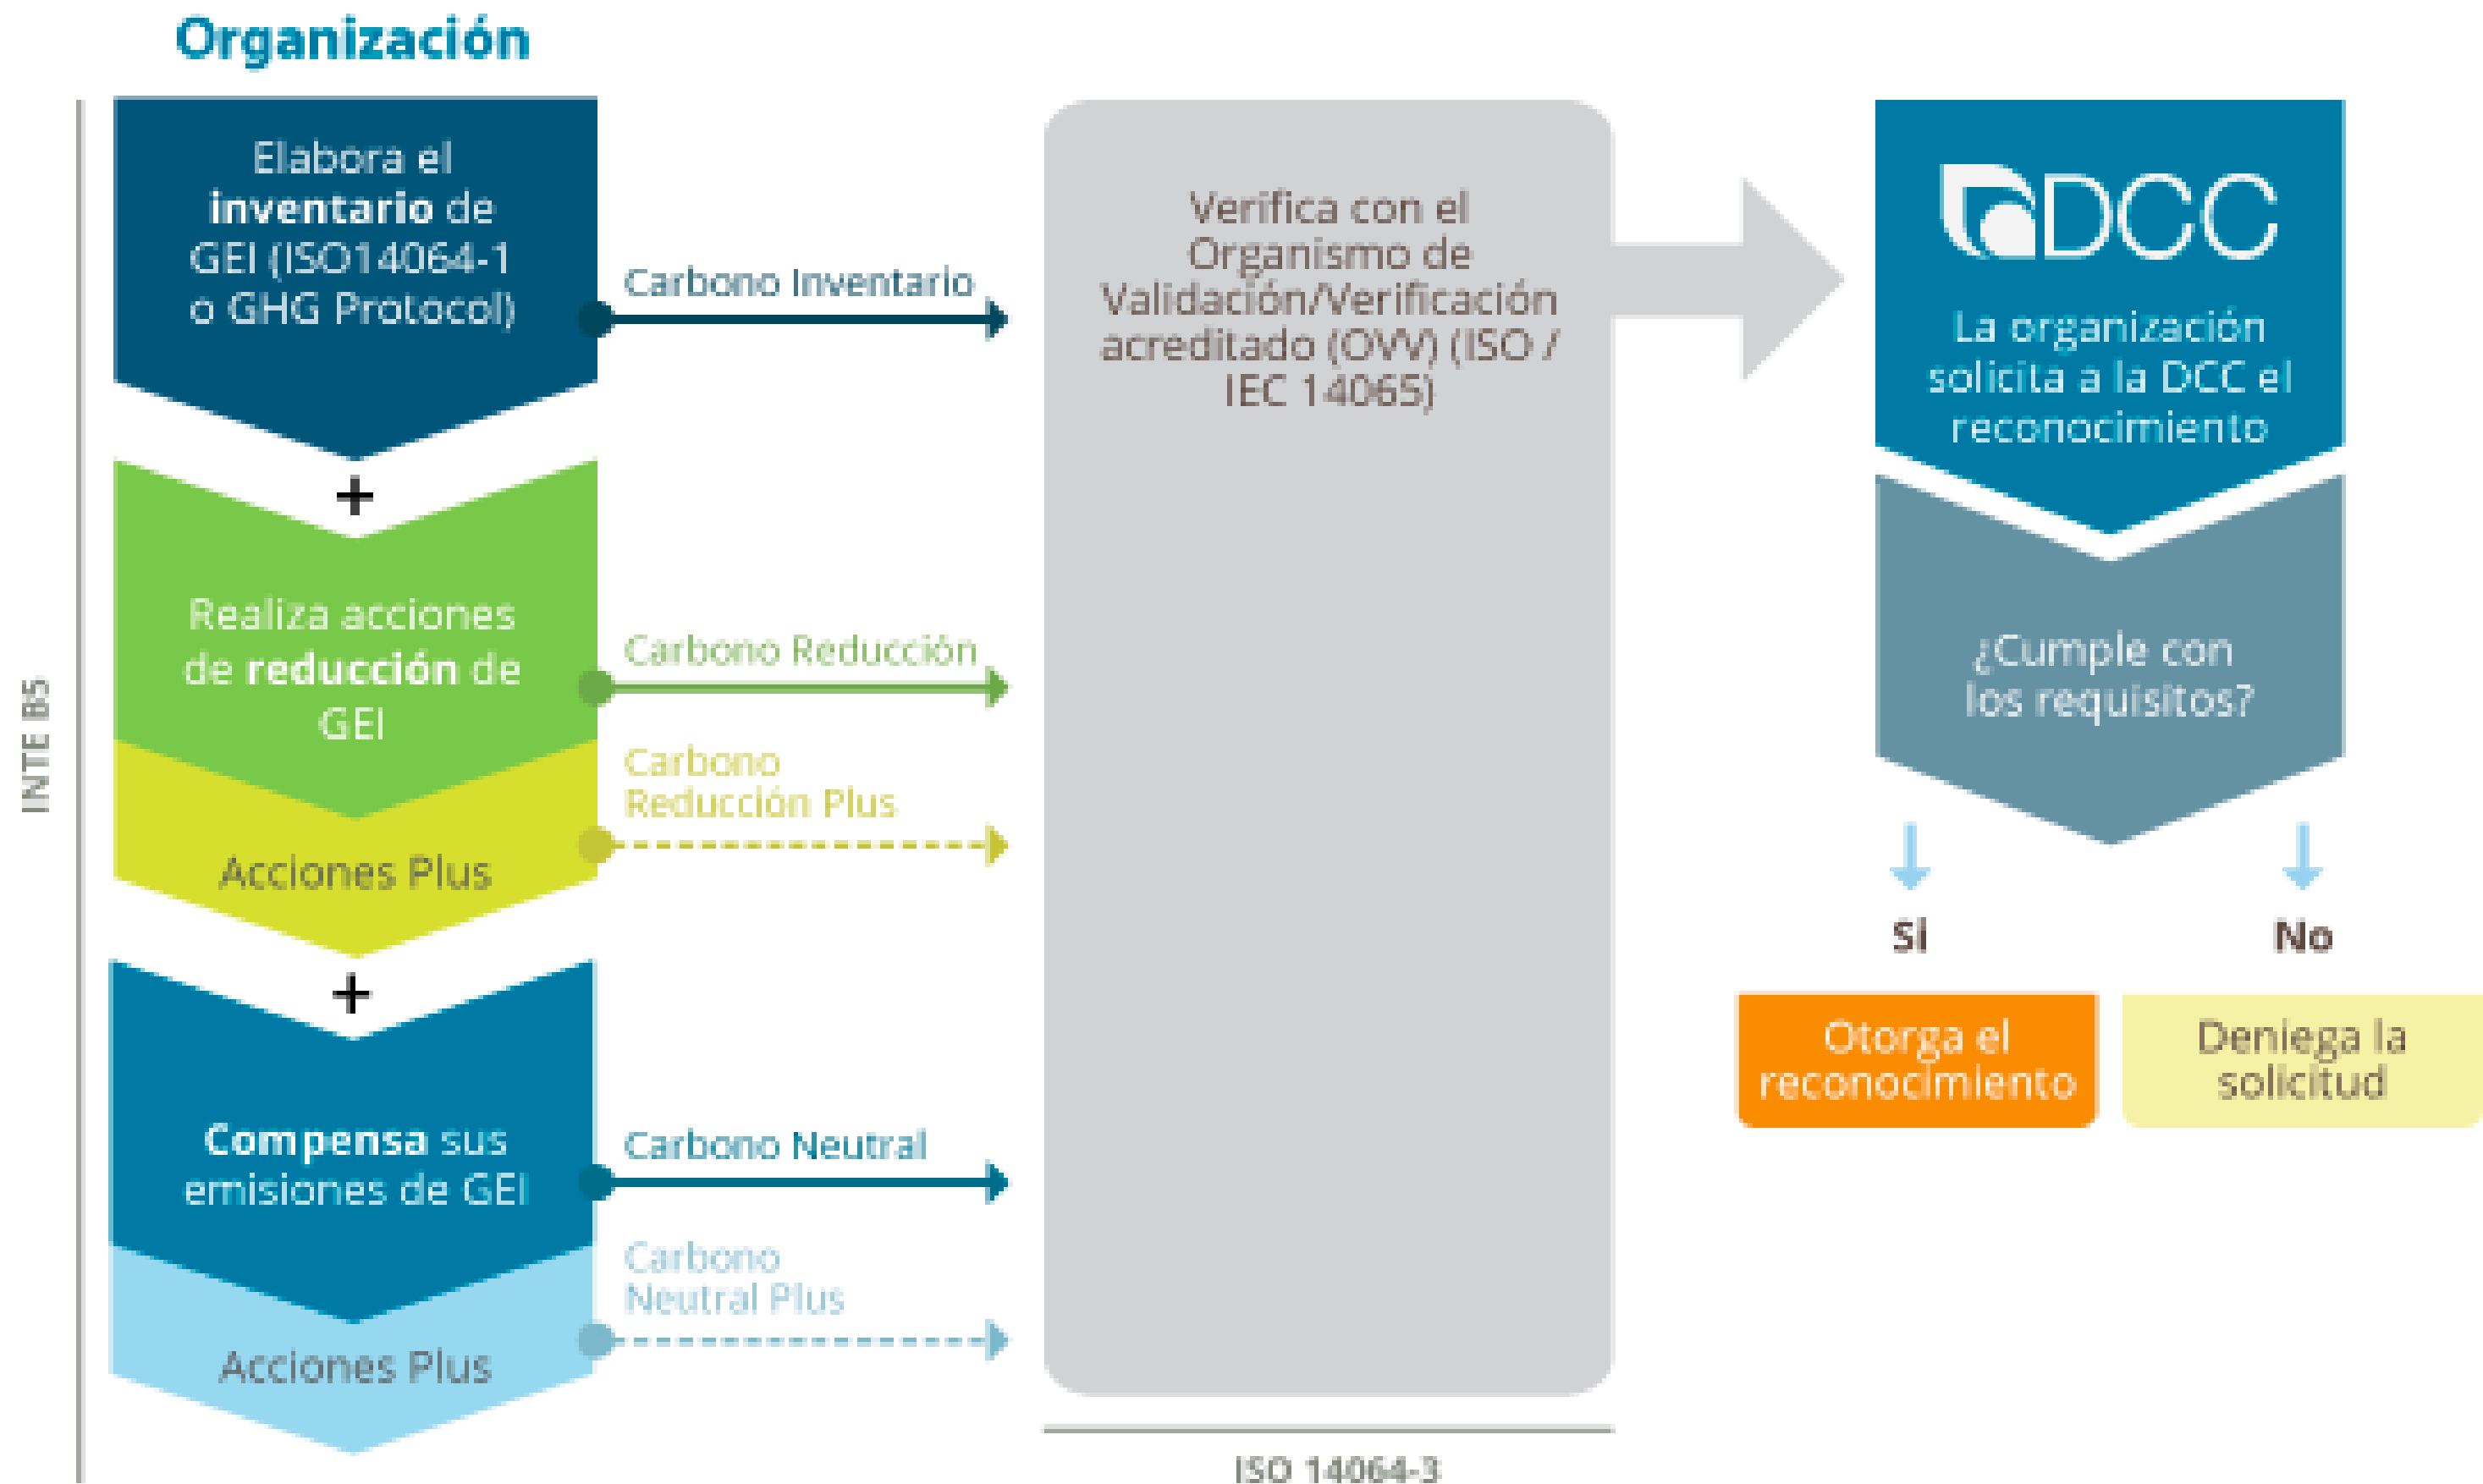 Organización
Elabora el
inventario de
GEI (ISO14064-1
o GHG Protocol)
Carbono Inventario
+
Realiza acciones
de reducción de
GEI
Carbono Reducción
Carbono
Reducción Plus
Acciones Plus
+
Compensa sus
emisiones de GEI
Carbono Neutral
Carbono
Neutral Plus
Acciones Plus
INTE B5
Verifica con el
Organismo de
Validación/Verificación
acreditado (OVV) (ISO /
IEC 14065)
ISO 14064-3
DCC
La organización
solicita a la DCC el
reconocimiento
¿Cumple con
los requisitos?
Sí
No
Otorga el
reconocimiento
Deniega la
solicitud